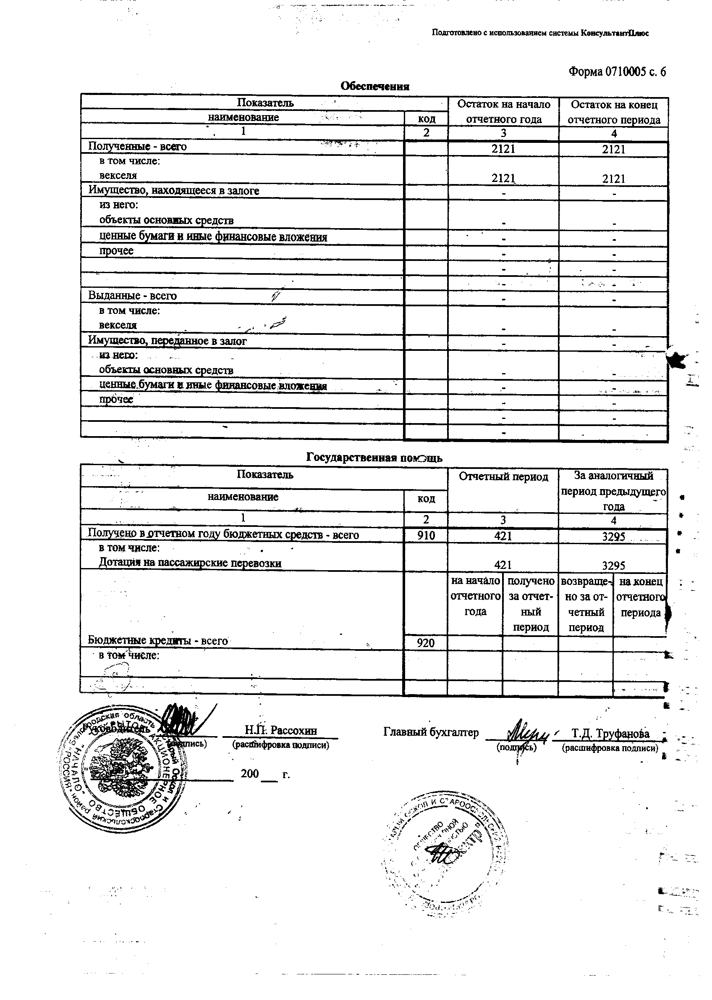 Подготовлено с использованием системы КонсультантПлюс
Форма 0710005 с. 6
Обеспечения
Показатель Остаток на начало отчетного года Остаток на конец отчетного периода
наименование код
1 2 3 4
Полученные - всего 2121 2121
в том числе:
векселя 2121 2121
Имущество, находящееся в залоге - -
из него:
объекты основных средств - -
ценные бумаги и иные финансовые вложения - -
прочее - -
- -
- -
Выданные - всего - -
в том числе:
векселя - -
Имущество, переданное в залог - -
из него:
объекты основных средств - -
ценные бумаги и иные финансовые вложения - -
прочее - -
- -
-
Государственная помощь
Показатель Отчетный период За аналогичный период предыдущего года
наименование код
1 2 3 4
Получено в отчетном году бюджетных средств - всего 910 421 3295
в том числе:
Дотация на пассажирские перевозки 421 3295
на начало отчетного года получено за отчет-ный период возвраще-но за от-четный период на конец отчетного периода
Бюджетные кредиты - всего 920
в том числе:
Руководитель Н.П. Рассохин Главный бухгалтер Т.Д. Труфанова
(подпись) (расшифровка подписи) (подпись) (расшифровка подписи)
200 г.
РОССИЯ Белгородская область Старый Оскол и Старооскольский район
ОТКРЫТОЕ АКЦИОНЕРНОЕ ОБЩЕСТВО
"НАЧАЛО"
ОСКОЛ И СТАРООСКОЛЬСКИЙ
ОБЩЕСТВО